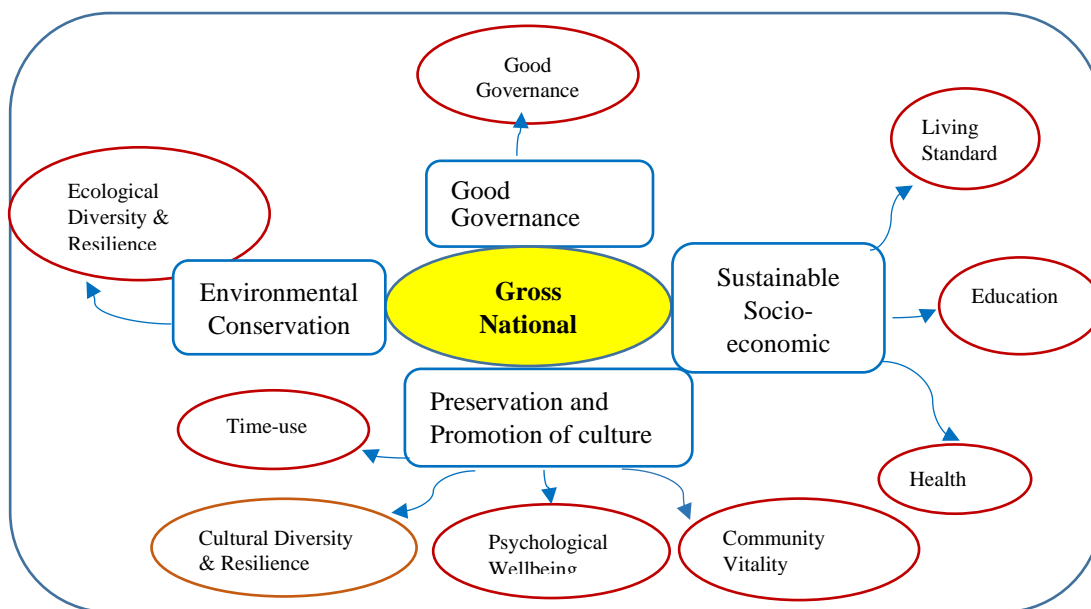 Good
Governance
Living
Standard
Ecological
Diversity &
Resilience
Good
Governance
Environmental
Conservation
Gross
National
Sustainable
Socio-
economic
Education
Preservation and
Promotion of culture
Time-use
Health
Cultural Diversity
& Resilience
Psychological
Wellbeing
Community
Vitality